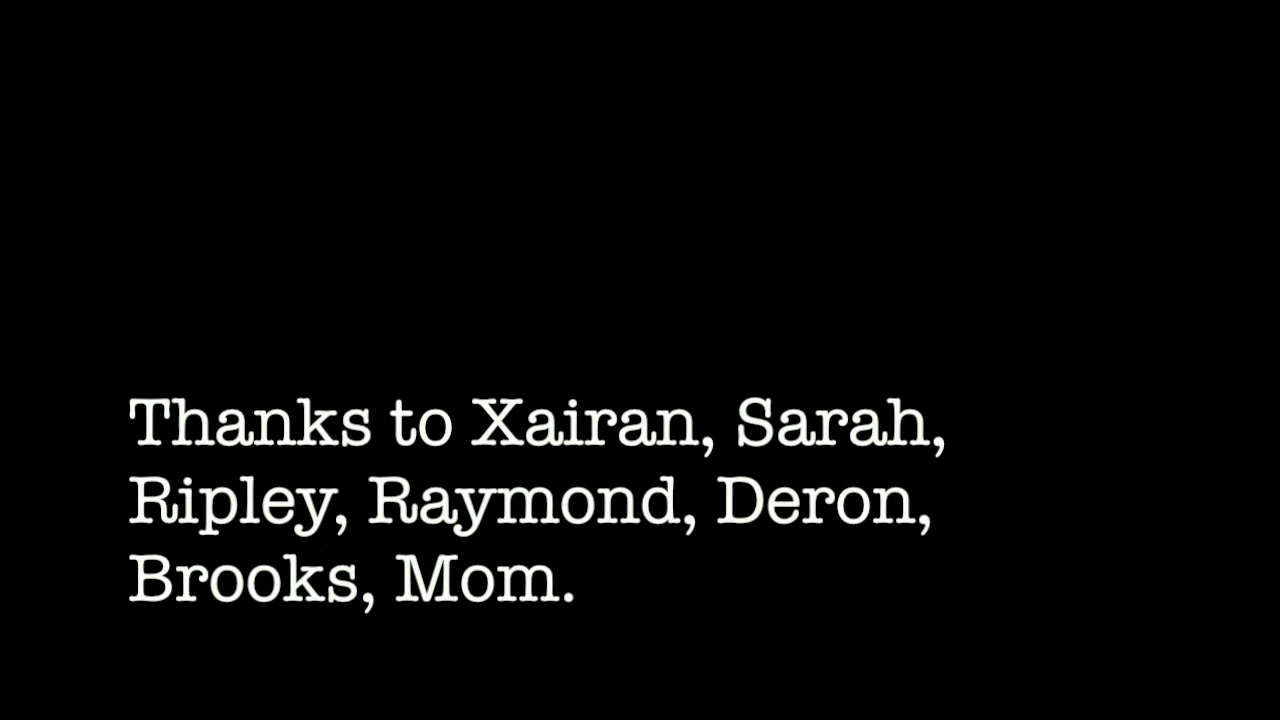 Thanks to Xairan, Sarah,
Ripley, Raymond, Deron,
Brooks, Mom.